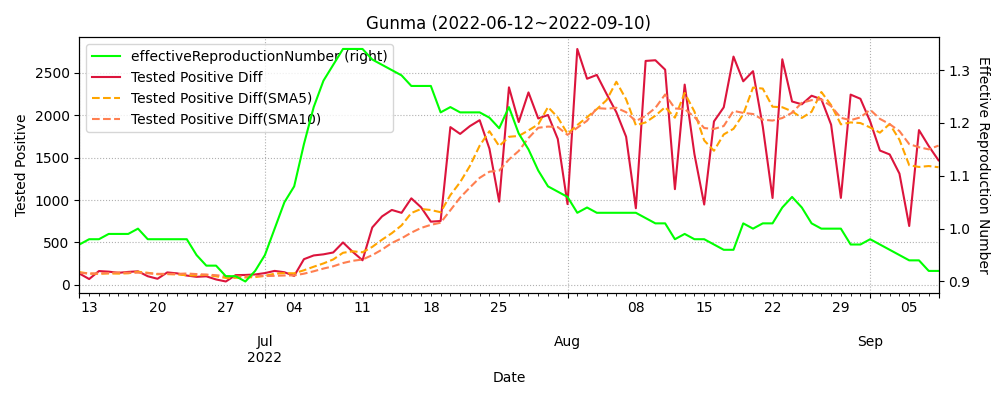 Gunma (2022-06-12~2022-09-10)
effectiveReproductionNumber (right)
Tested Positive Diff
Tested Positive Diff(SMA5)
Tested Positive Diff(SMA10)
Tested Positive
2500
2000
1500
1000
500
0
1.3
1.2
1.1
1.0
0.9
Effective Reproduction Number
13 20 27 04 11 18 25 08 15 22 29 05
Jul Aug Sep
2022
Date